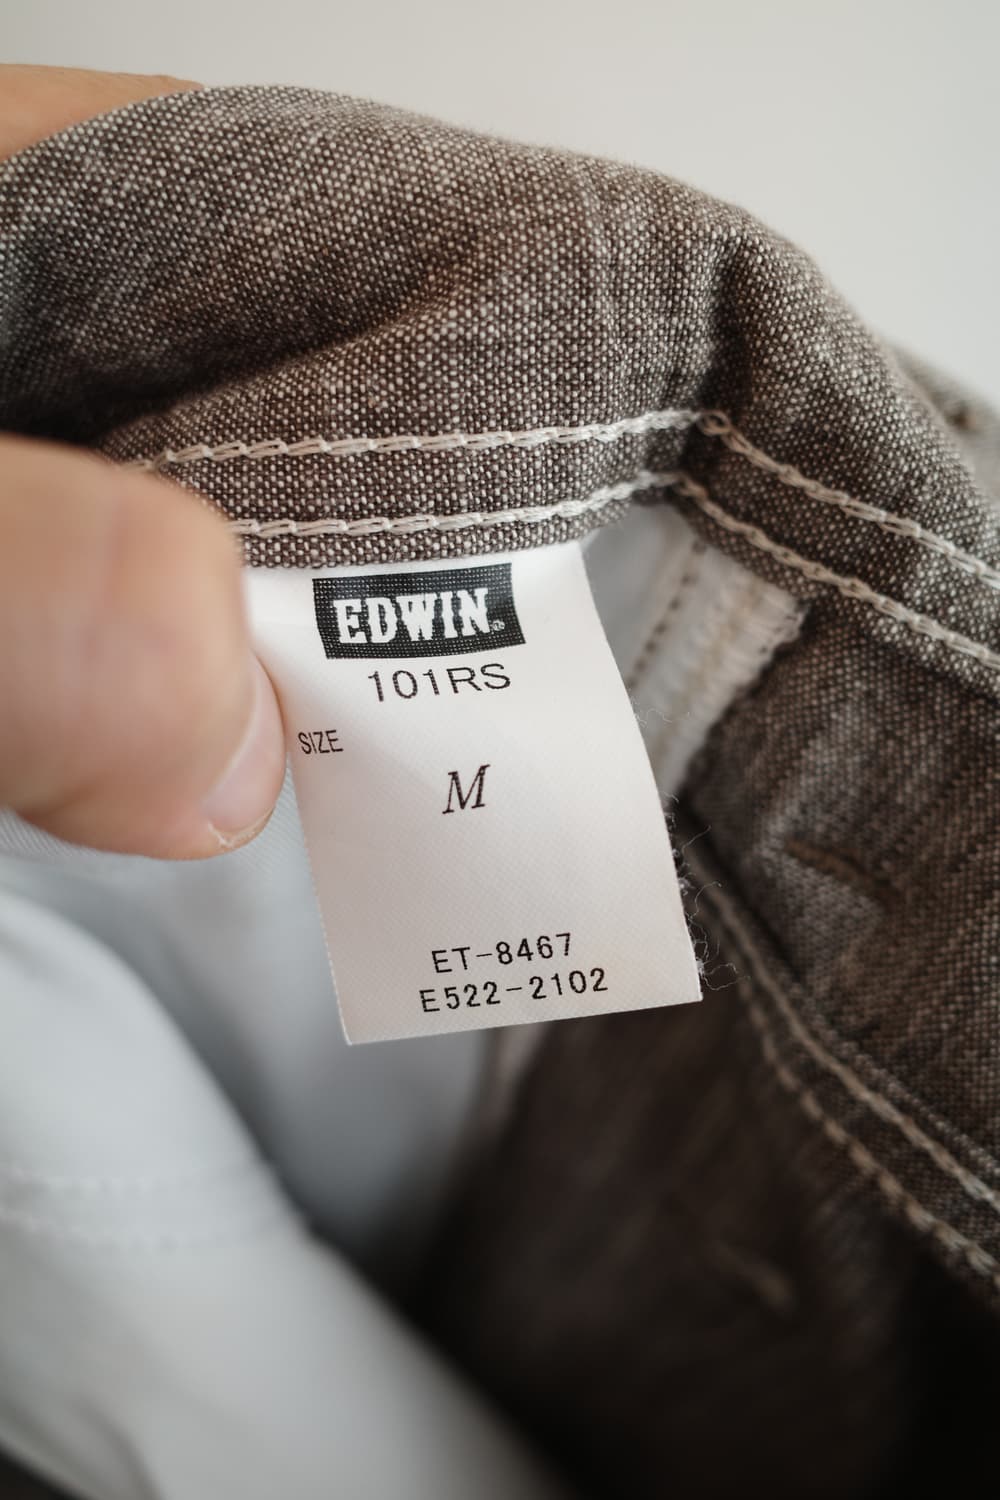 EDWIN®
101RS
SIZE
M
ET-8467
E522-2102